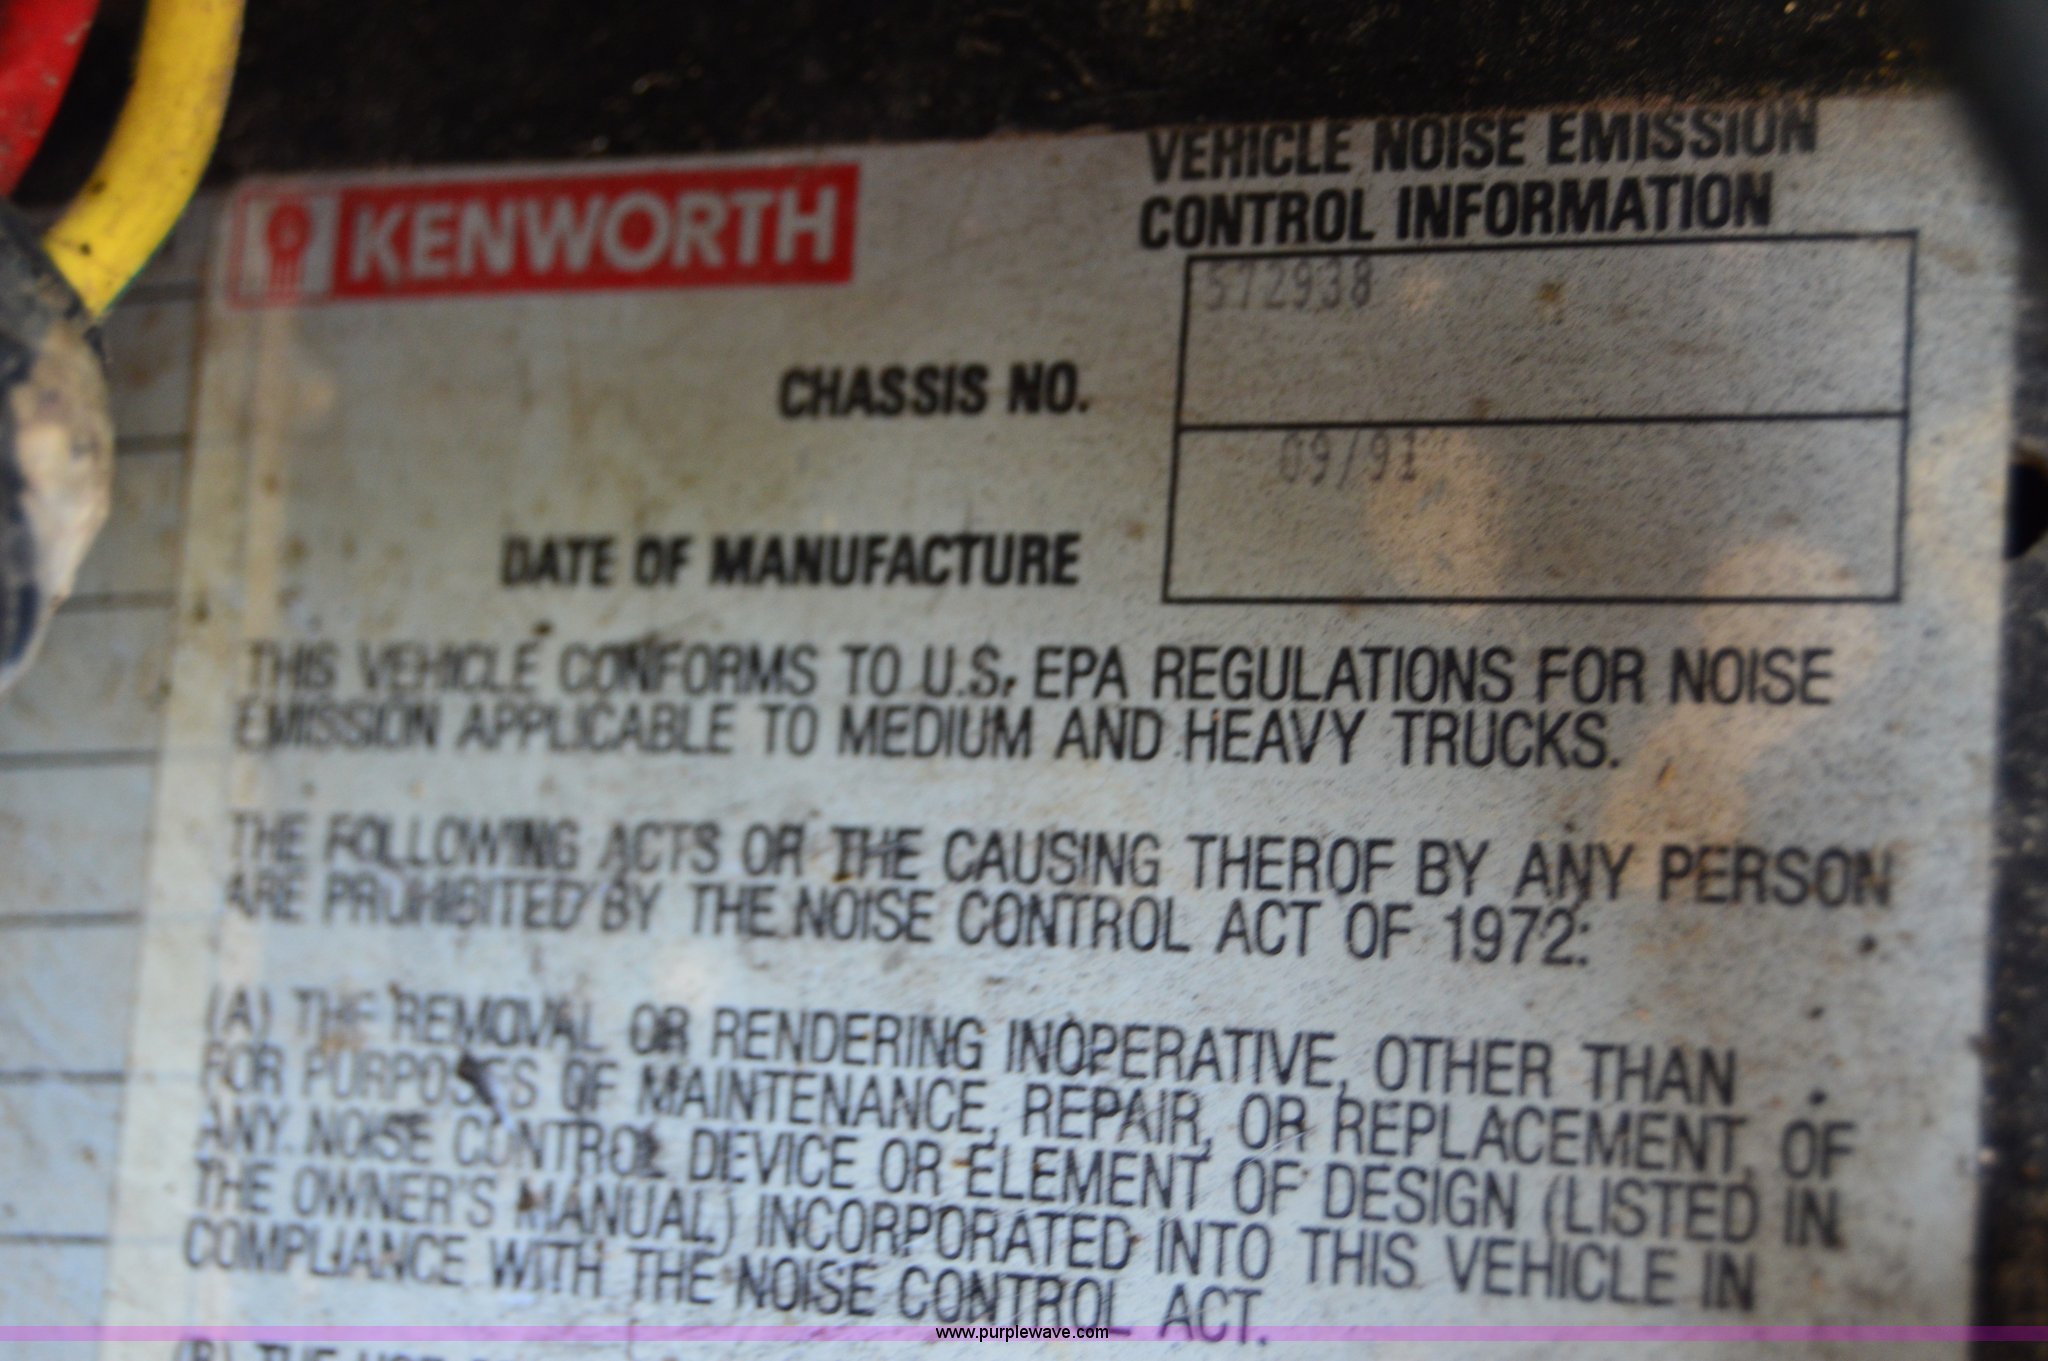 KENWORTH
VEHICLE NOISE EMISSION
CONTROL INFORMATION
572938
CHASSIS NO.
09/91
DATE OF MANUFACTURE
THIS VEHICLE CONFORMS TO U.S. EPA REGULATIONS FOR NOISE
EMISSION APPLICABLE TO MEDIUM AND HEAVY TRUCKS.
THE FOLLOWING ACTS OR THE CAUSING THEROF BY ANY PERSON
ARE PROHIBITED BY THE NOISE CONTROL ACT OF 1972:
(A) THE REMOVAL OR RENDERING INOPERATIVE, OTHER THAN
FOR PURPOSES OF MAINTENANCE, REPAIR, OR REPLACEMENT, OF
ANY NOISE CONTROL DEVICE OR ELEMENT OF DESIGN (LISTED IN
THE OWNER'S MANUAL) INCORPORATED INTO THIS VEHICLE IN
COMPLIANCE WITH THE NOISE CONTROL ACT.
(B) THE USE
www.purplewave.com